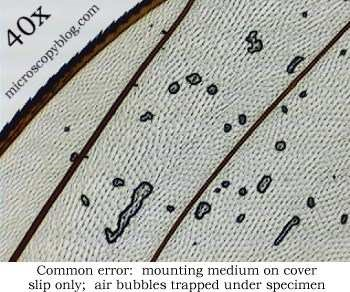 40x
microscopyblog.com
Common error:  mounting medium on cover
slip only;  air bubbles trapped under specimen